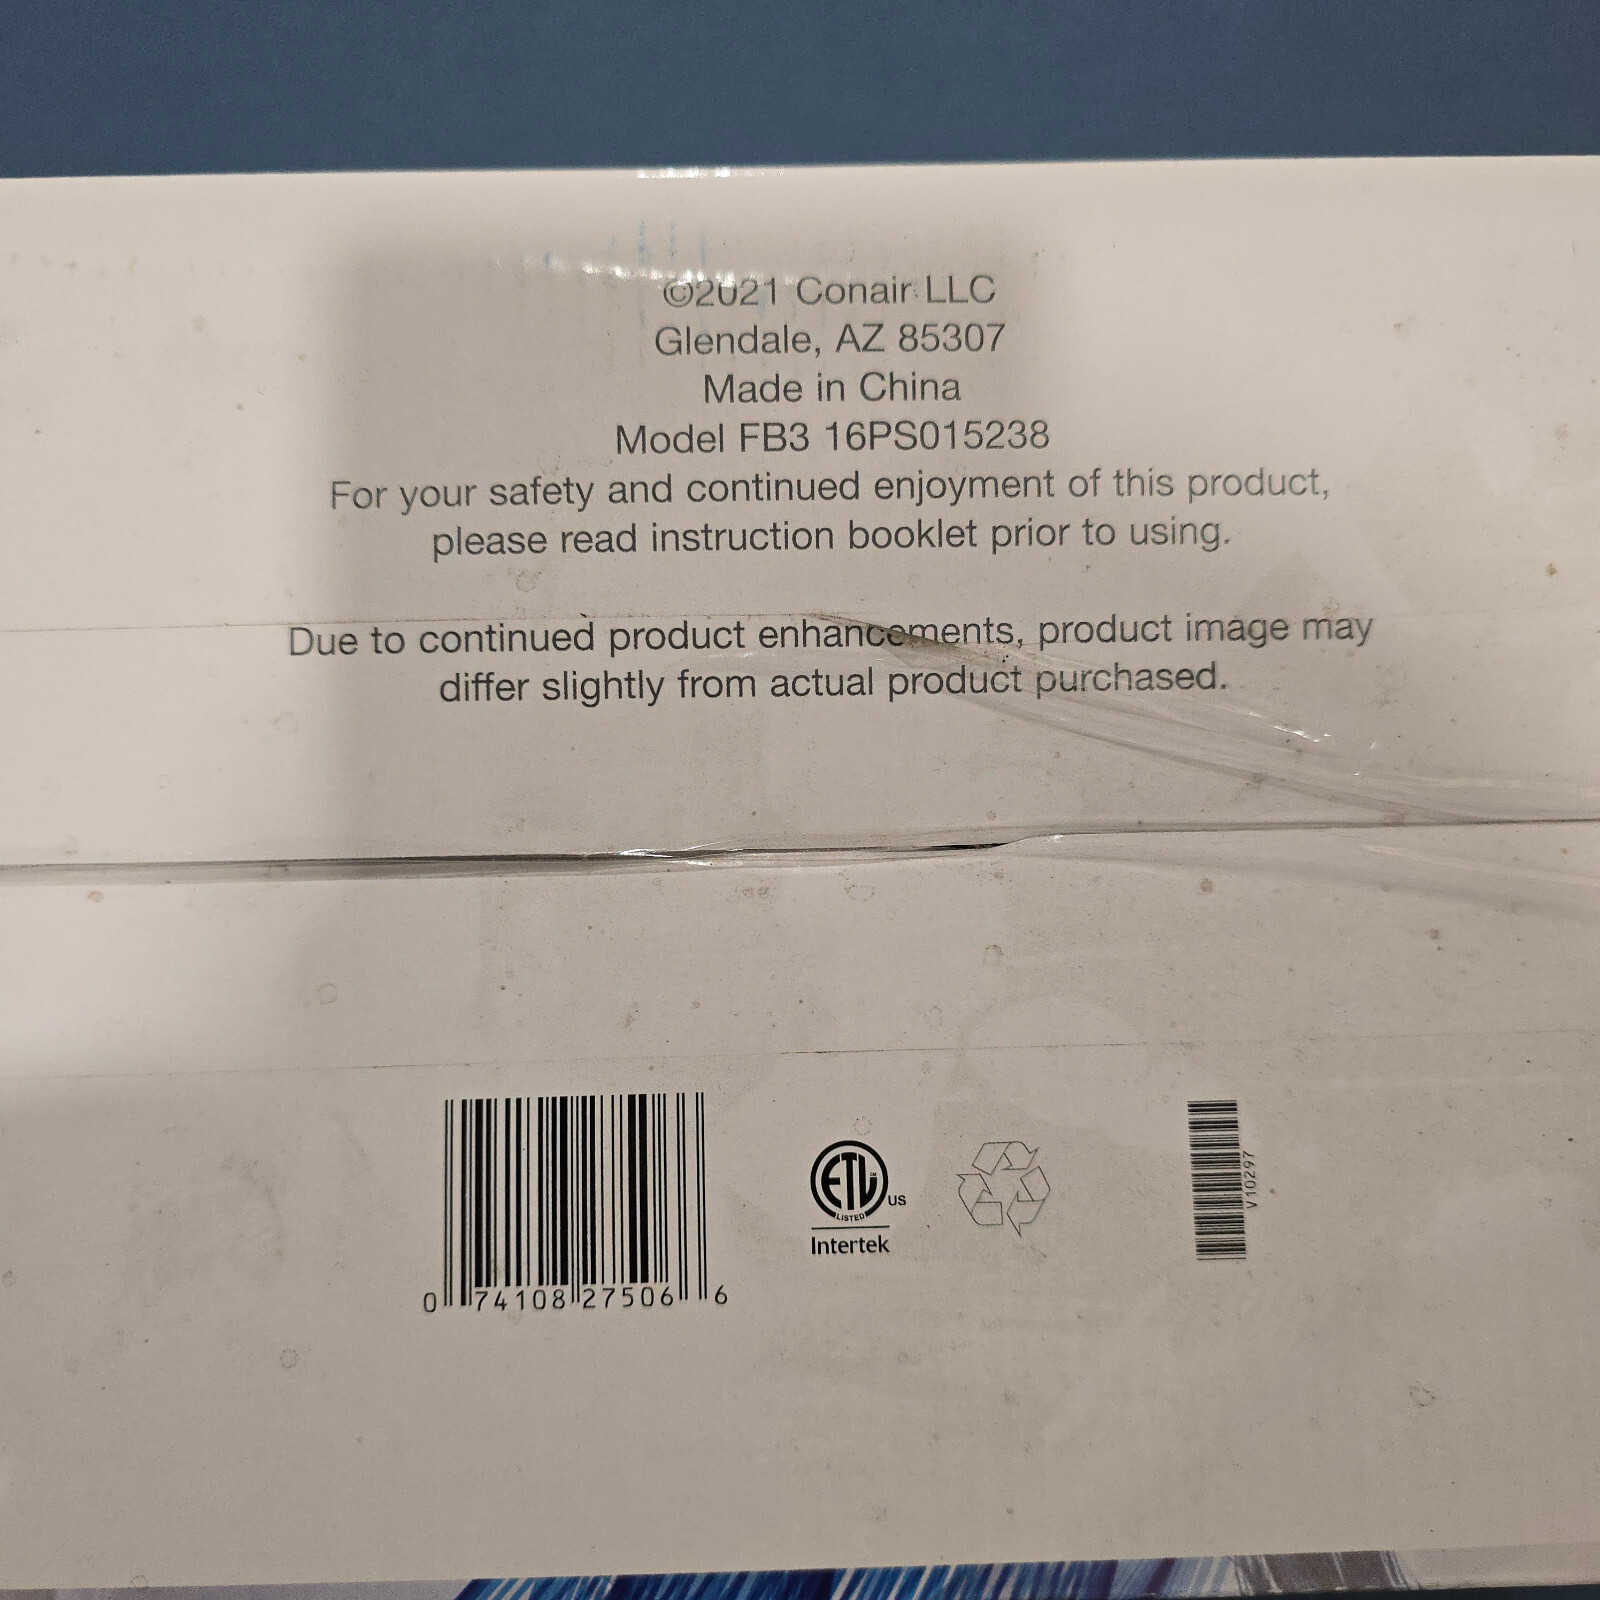 ©2021 Conair LLC
Glendale, AZ 85307
Made in China
Model FB3 16PS015238
For your safety and continued enjoyment of this product,
please read instruction booklet prior to using.
Due to continued product enhancements, product image may
differ slightly from actual product purchased.
0 74108 27506 6
ETL CM
LISTED
US
Intertek
V10297